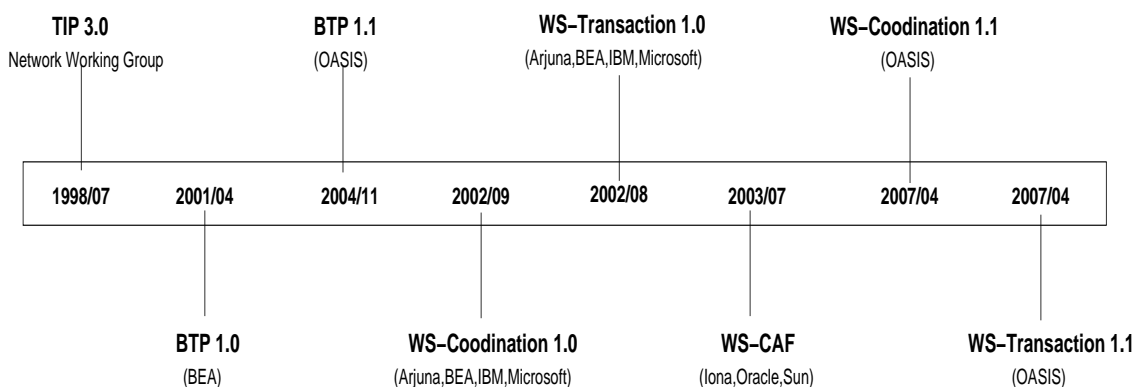 TIP 3.0
Network Working Group
BTP 1.1
(OASIS)
WS–Transaction 1.0
(Arjuna,BEA,IBM,Microsoft)
WS–Coodination 1.1
(OASIS)
1998/07 2001/04 2004/11 2002/09 2002/08 2003/07 2007/04 2007/04
BTP 1.0
(BEA)
WS–Coodination 1.0
(Arjuna,BEA,IBM,Microsoft)
WS–CAF
(Iona,Oracle,Sun)
WS–Transaction 1.1
(OASIS)